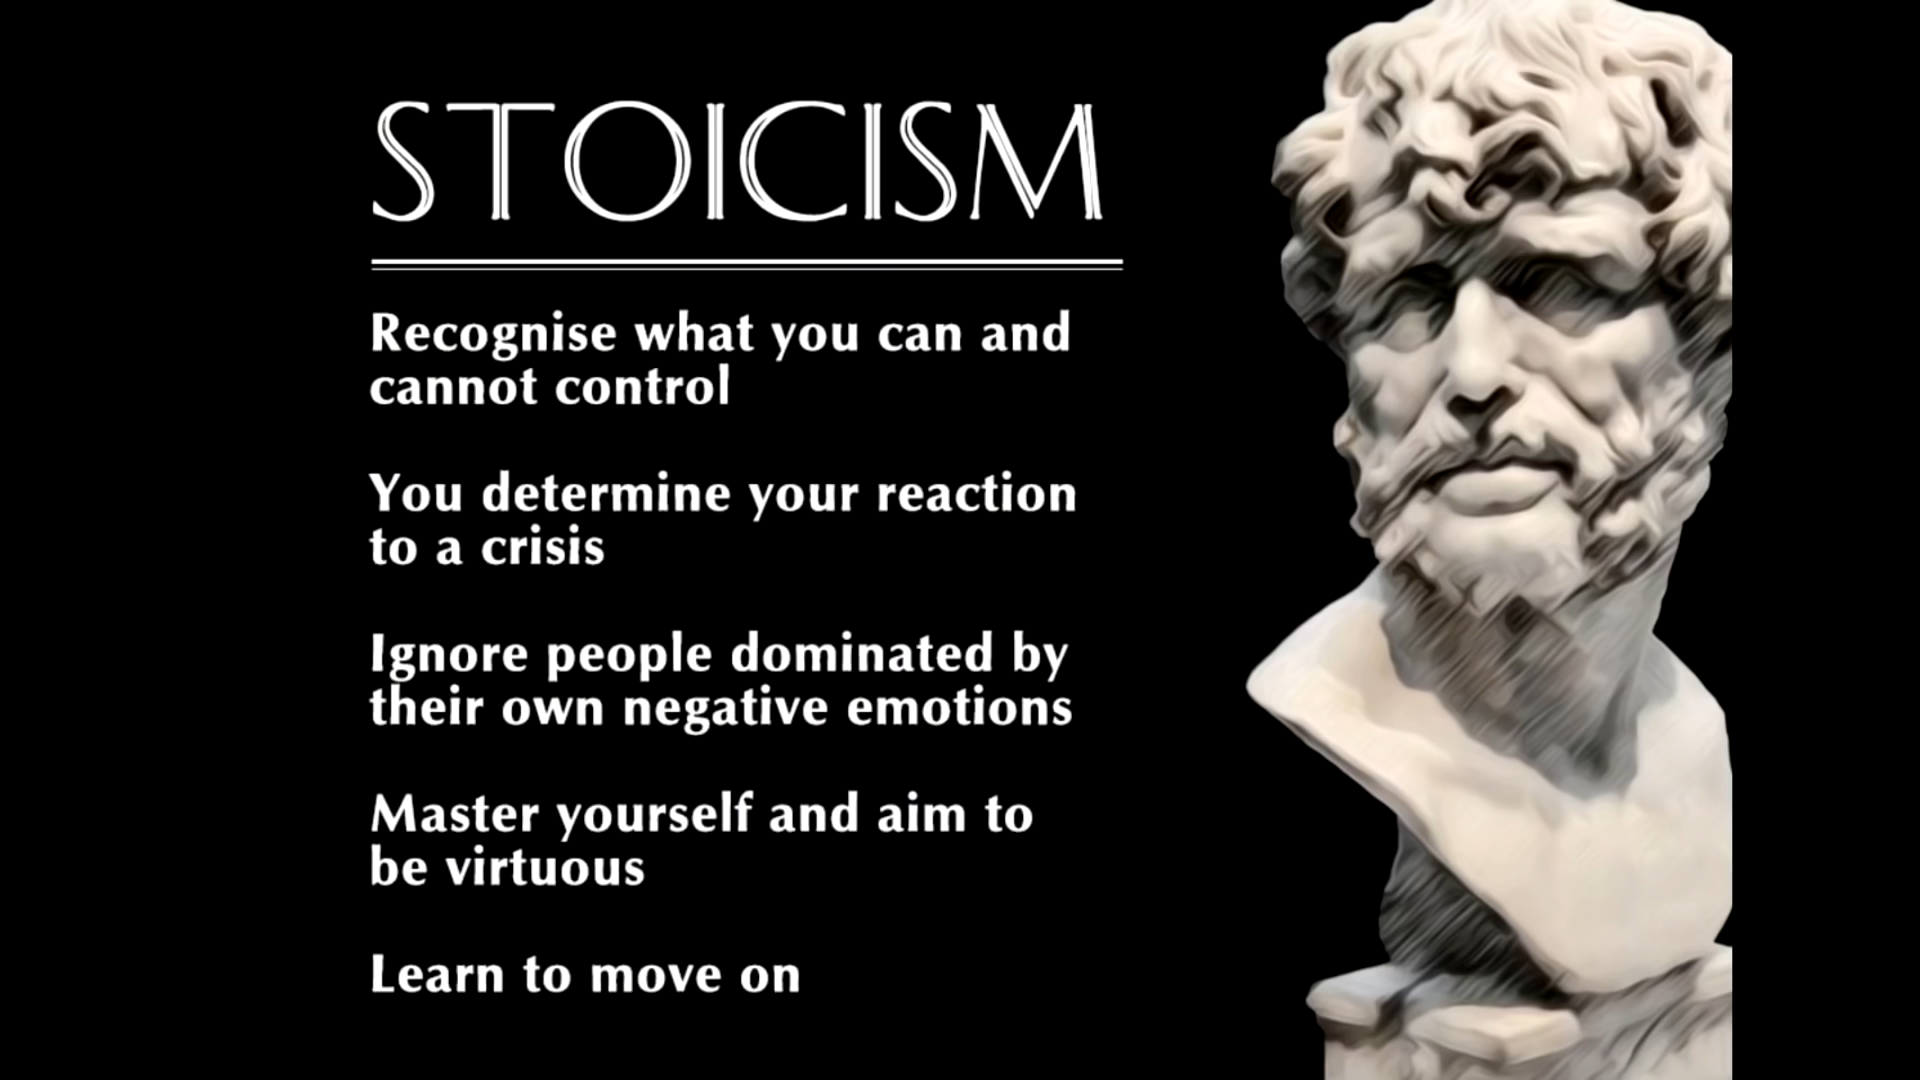 STOICISM
Recognise what you can and
cannot control
You determine your reaction
to a crisis
Ignore people dominated by
their own negative emotions
Master yourself and aim to
be virtuous
Learn to move on